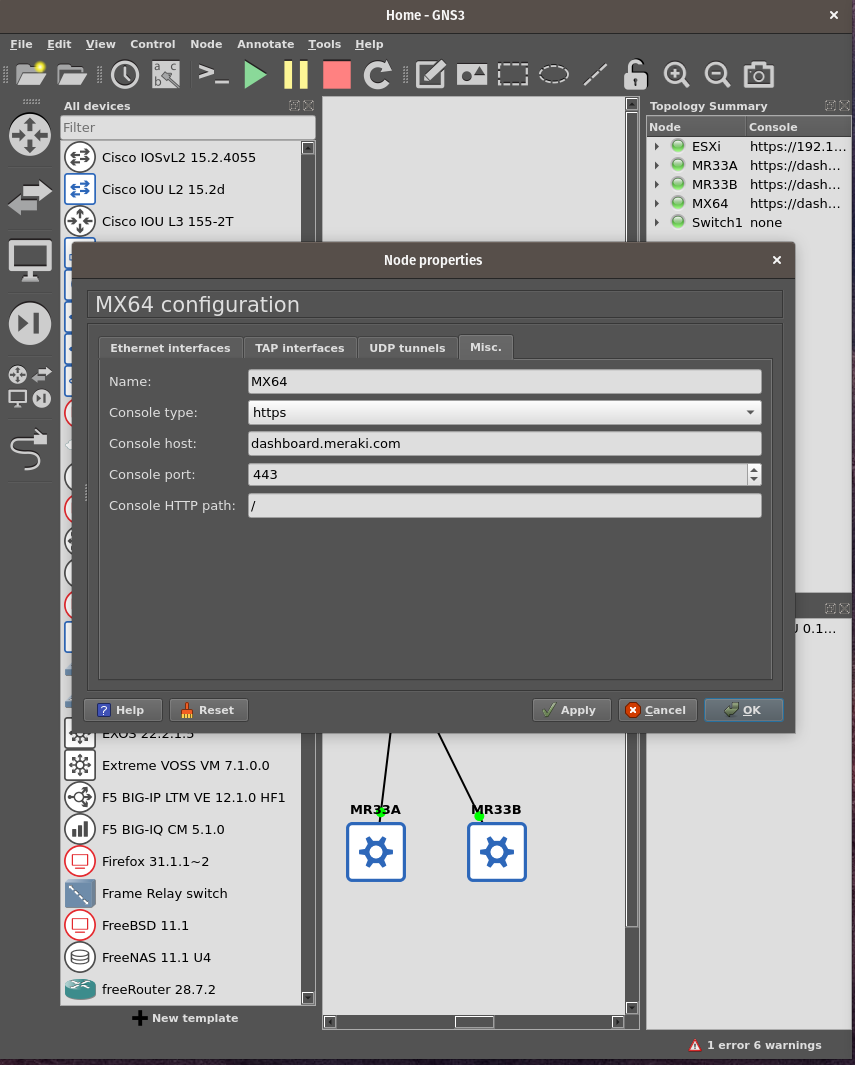 Home - GNS3
File Edit View Control Node Annotate Tools Help
All devices
Filter
Cisco IOSvL2 15.2.4055
Cisco IOU L2 15.2d
Cisco IOU L3 155-2T
Topology Summary
Node Console
ESXi https://192.1...
MR33A https://dash...
MR33B https://dash...
MX64 https://dash...
Switch1 none
Node properties
MX64 configuration
Ethernet interfaces TAP interfaces UDP tunnels Misc.
Name: MX64
Console type: https
Console host: dashboard.meraki.com
Console port: 443
Console HTTP path: /
Help Reset Apply Cancel OK
U 0.1...
EXOS 22.2.1.5
Extreme VOSS VM 7.1.0.0
F5 BIG-IP LTM VE 12.1.0 HF1
F5 BIG-IQ CM 5.1.0
Firefox 31.1.1~2
Frame Relay switch
FreeBSD 11.1
FreeNAS 11.1 U4
freeRouter 28.7.2
New template
MR33A MR33B
1 error 6 warnings